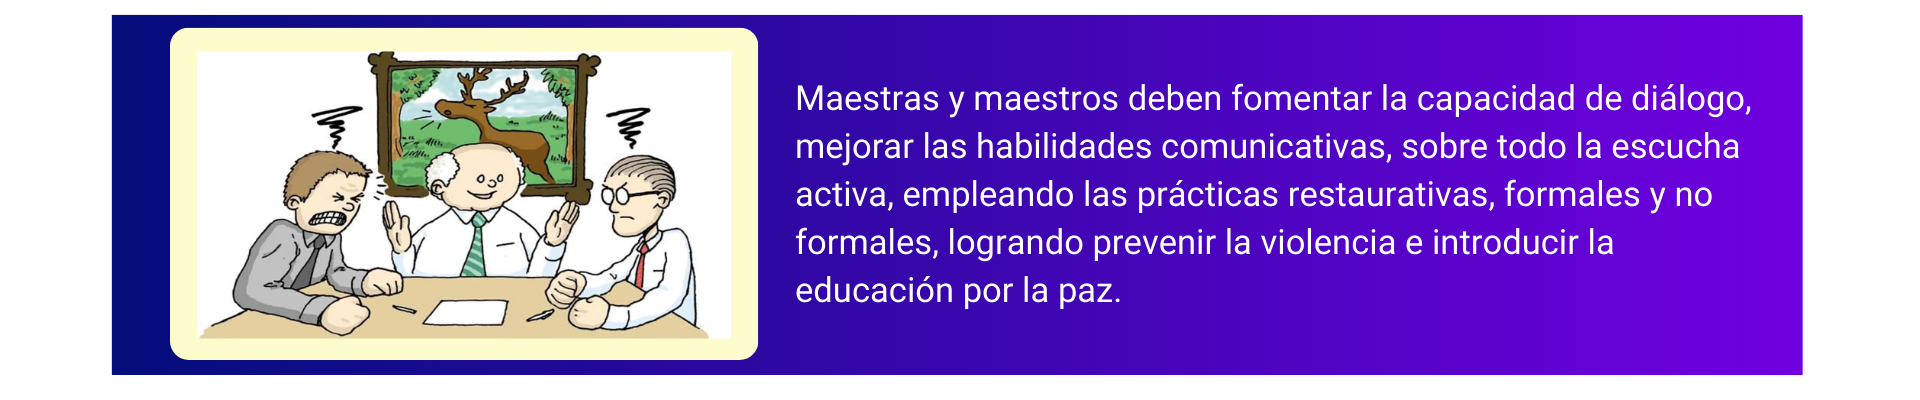 Maestras y maestros deben fomentar la capacidad de diálogo,
mejorar las habilidades comunicativas, sobre todo la escucha
activa, empleando las prácticas restaurativas, formales y no
formales, logrando prevenir la violencia e introducir la
educación por la paz.